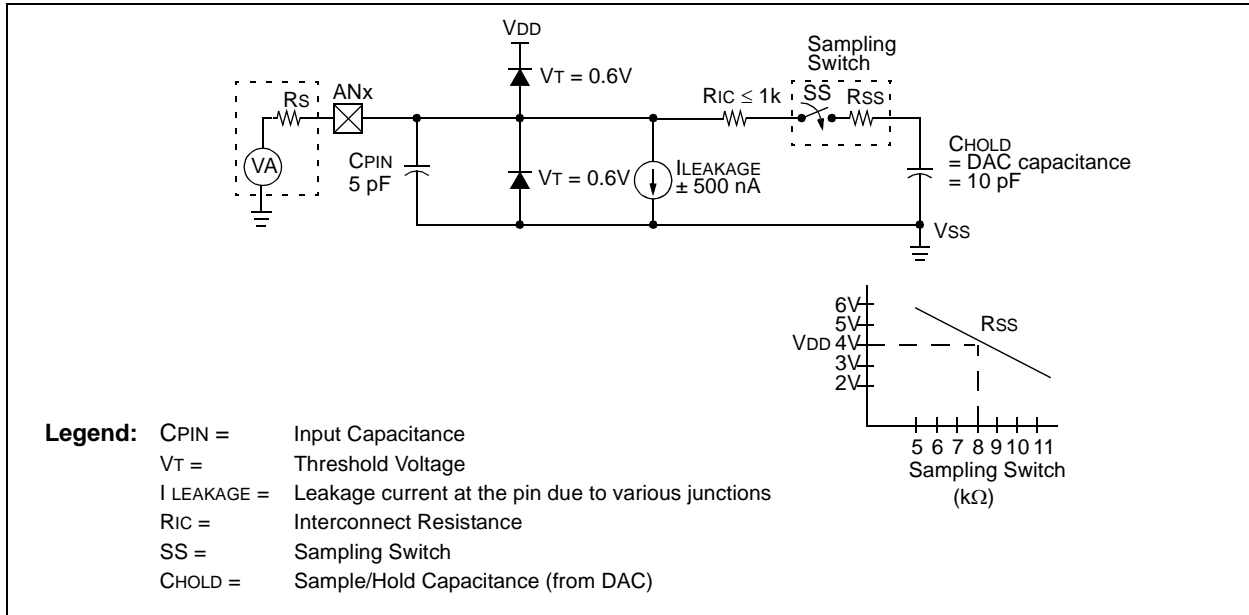 VDD
Sampling
Switch
VT = 0.6V
RS
ANx
RIC ≤ 1k
SS
RSS
VA
CPIN
5 pF
VT = 0.6V
ILEAKAGE
± 500 nA
CHOLD
= DAC capacitance
= 10 pF
VSS
6V
5V
VDD 4V
3V
2V
RSS
5 6 7 8 9 10 11
Sampling Switch
(kΩ)
Legend: CPIN = Input Capacitance
VT = Threshold Voltage
I LEAKAGE = Leakage current at the pin due to various junctions
RIC = Interconnect Resistance
SS = Sampling Switch
CHOLD = Sample/Hold Capacitance (from DAC)